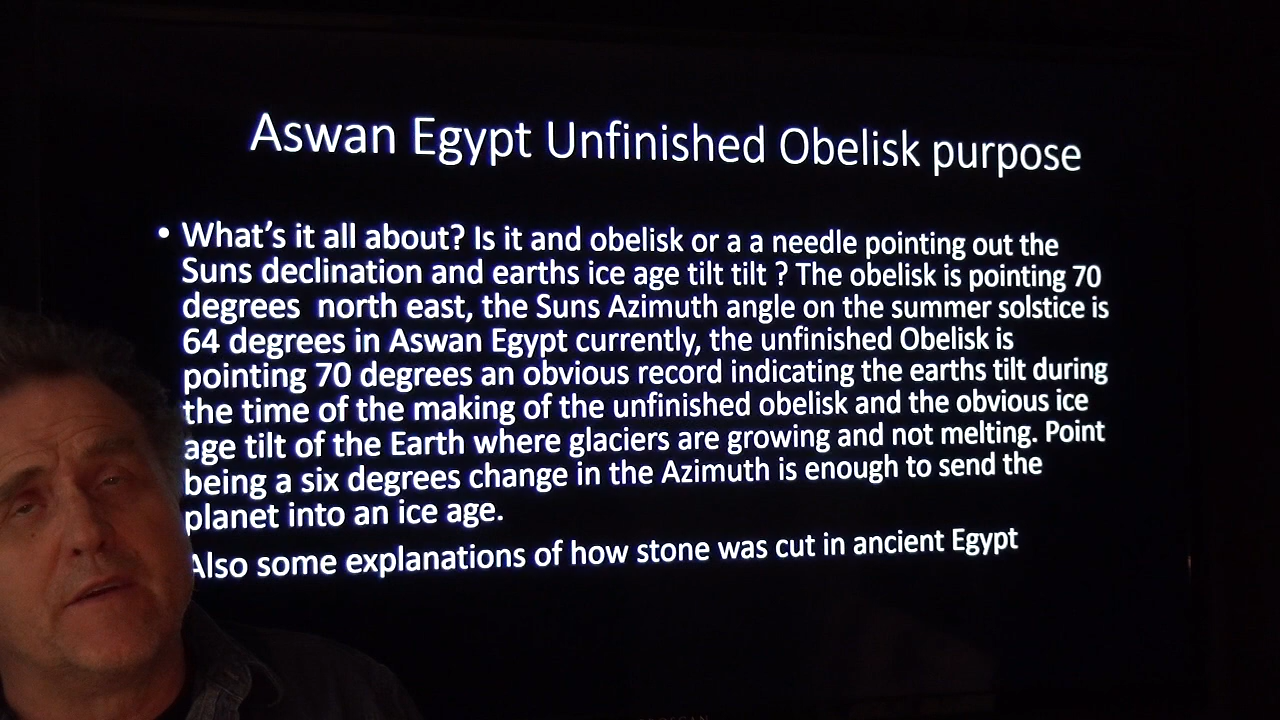 Aswan Egypt Unfinished Obelisk purpose
• What's it all about? Is it and obelisk or a a needle pointing out the
Suns declination and earths ice age tilt tilt ? The obelisk is pointing 70
degrees  north east, the Suns Azimuth angle on the summer solstice is
64 degrees in Aswan Egypt currently, the unfinished Obelisk is
pointing 70 degrees an obvious record indicating the earths tilt during
the time of the making of the unfinished obelisk and the obvious ice
age tilt of the Earth where glaciers are growing and not melting. Point
being a six degrees change in the Azimuth is enough to send the
planet into an ice age.
Also some explanations of how stone was cut in ancient Egypt